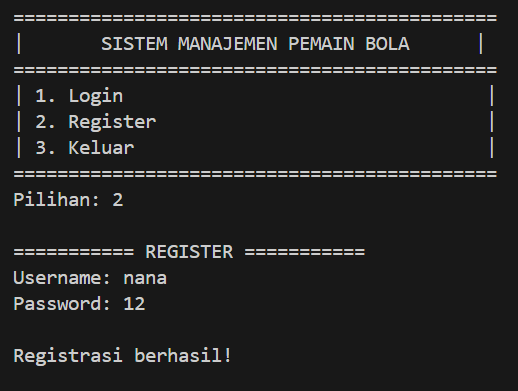 ============================================
|       SISTEM MANAJEMEN PEMAIN BOLA      |
============================================
| 1. Login                                 |
| 2. Register                              |
| 3. Keluar                                |
============================================
Pilihan: 2
=========== REGISTER ===========
Username: nana
Password: 12
Registrasi berhasil!